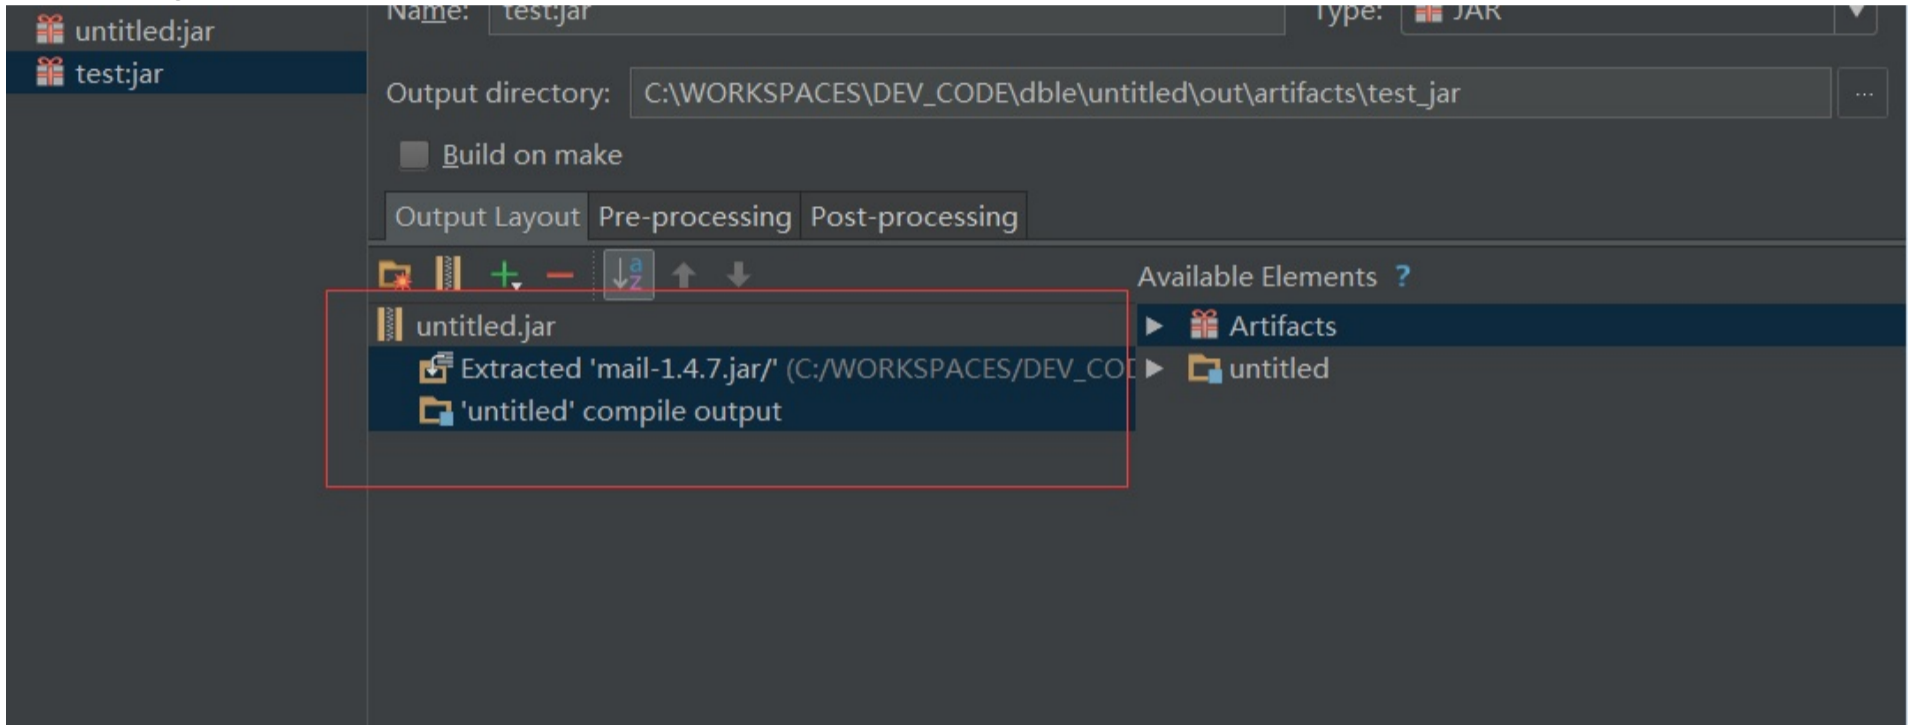 untitled:jar
test:jar
Name: test:jar Type: JAR
Output directory: C:\WORKSPACES\DEV_CODE\dble\untitled\out\artifacts\test_jar ...
Build on make
Output Layout Pre-processing Post-processing
Available Elements ?
untitled.jar
Extracted 'mail-1.4.7.jar/' (C:/WORKSPACES/DEV_COD
'untitled' compile output
Artifacts
untitled